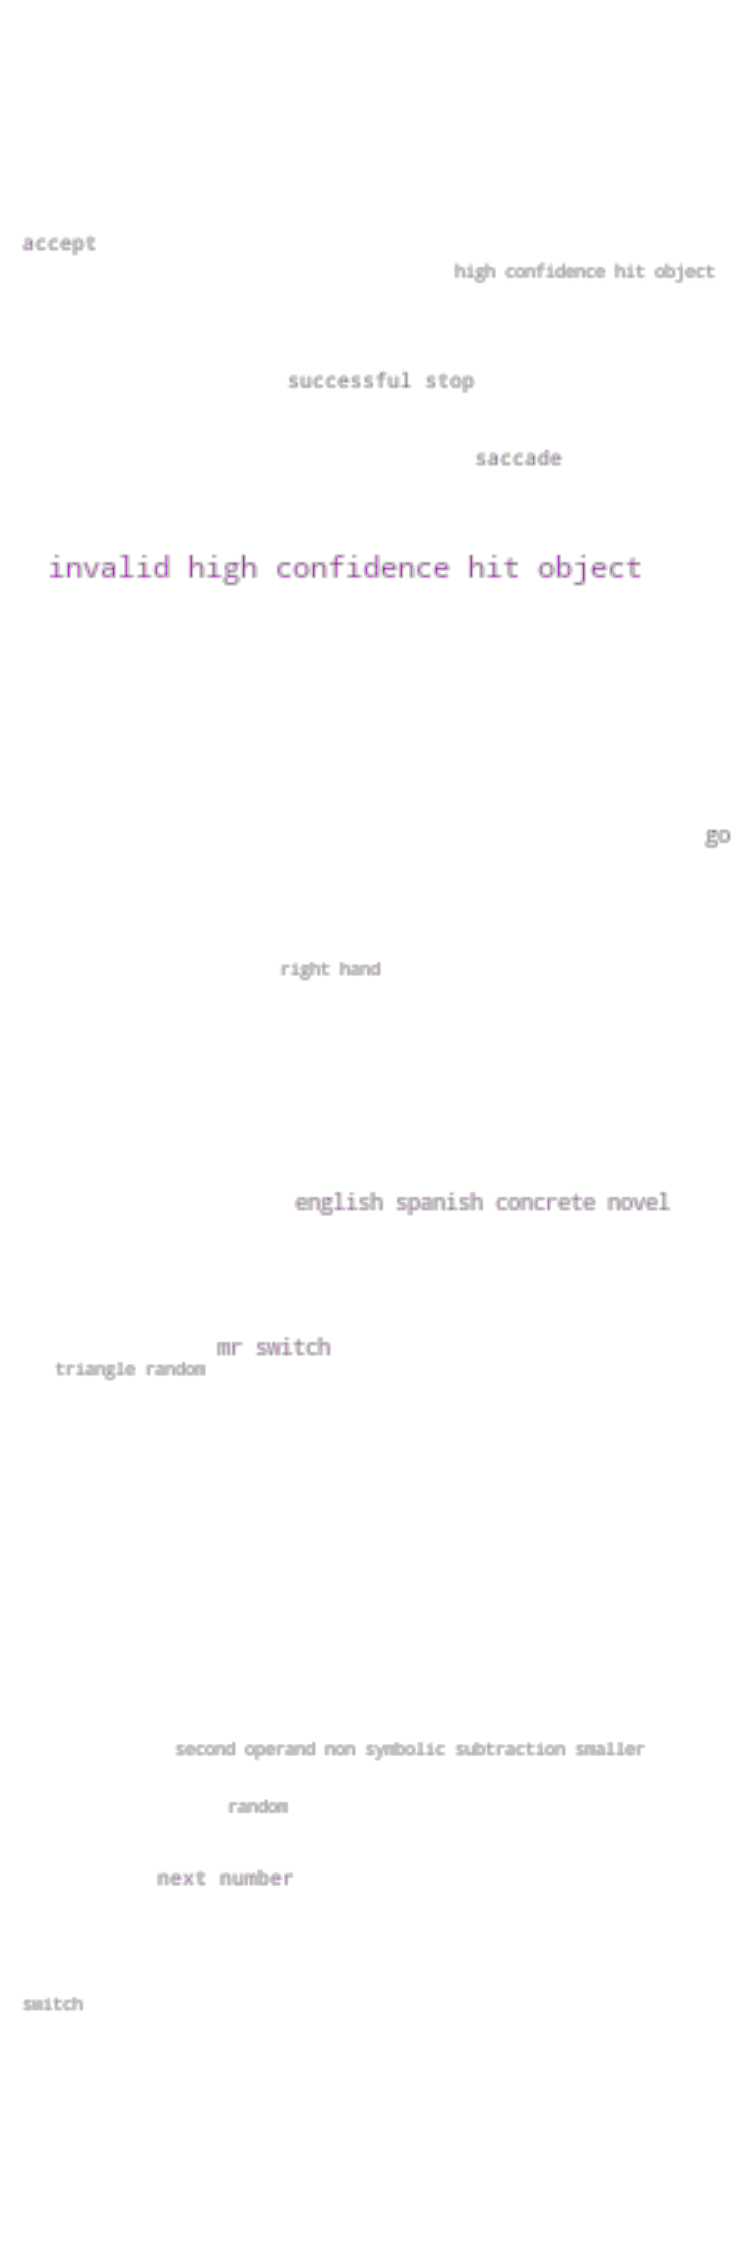 accept
high confidence hit object
successful stop
saccade
invalid high confidence hit object
go
right hand
english spanish concrete novel
mr switch
triangle random
second operand non symbolic subtraction smaller
random
next number
switch